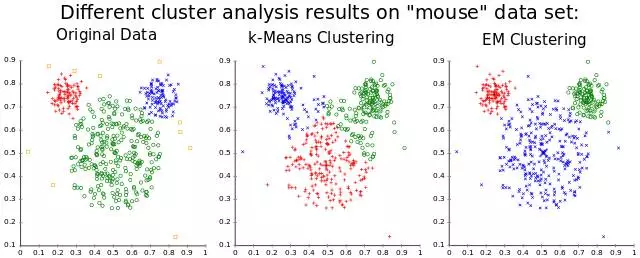 Different cluster analysis results on "mouse" data set:
Original Data
k-Means Clustering
EM Clustering
0.9 0.9 0.9
0.8 0.8 0.8
0.7 0.7 0.7
0.6 0.6 0.6
0.5 0.5 0.5
0.4 0.4 0.4
0.3 0.3 0.3
0.2 0.2 0.2
0.1 0.1 0.1
0 0.1 0.2 0.3 0.4 0.5 0.6 0.7 0.8 0.9 1
0 0.1 0.2 0.3 0.4 0.5 0.6 0.7 0.8 0.9 1
0 0.1 0.2 0.3 0.4 0.5 0.6 0.7 0.8 0.9 1